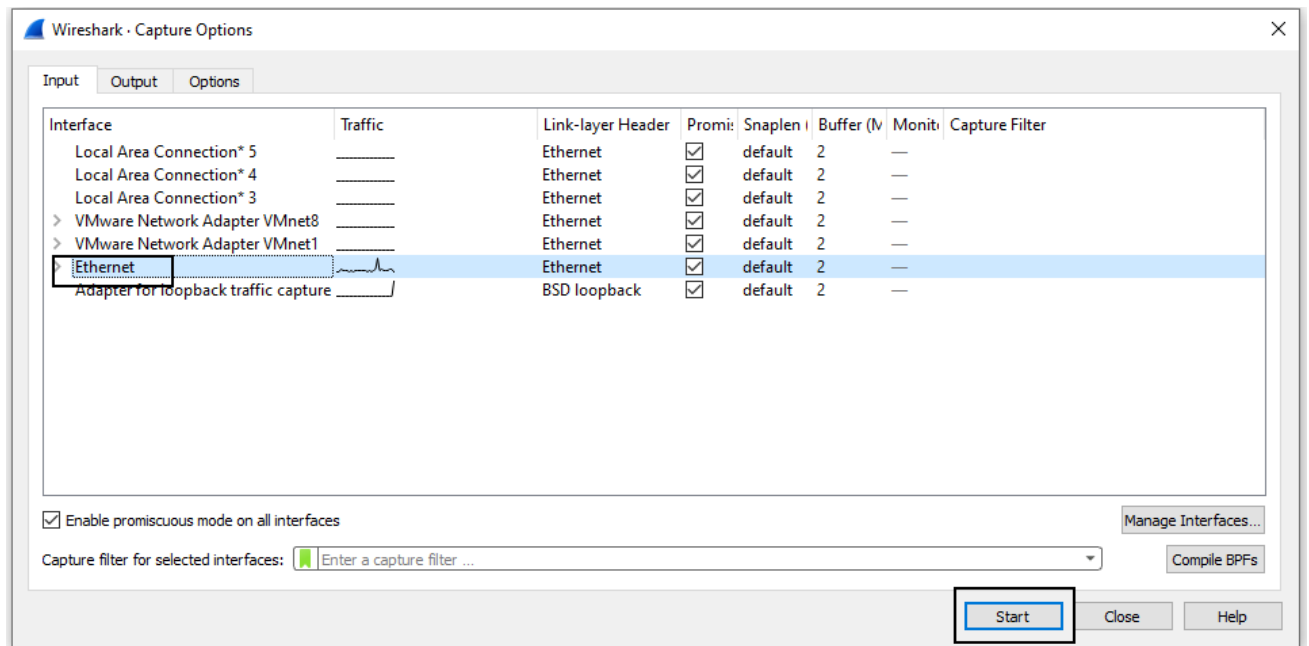 Wireshark · Capture Options
Input Output Options
Interface Traffic Link-layer Header Promis Snaplen ( Buffer (M Monito Capture Filter
Local Area Connection* 5 Ethernet default 2 —
Local Area Connection* 4 Ethernet default 2 —
Local Area Connection* 3 Ethernet default 2 —
VMware Network Adapter VMnet8 Ethernet default 2 —
VMware Network Adapter VMnet1 Ethernet default 2 —
Ethernet Ethernet default 2 —
Adapter for loopback traffic capture BSD loopback default 2 —
Enable promiscuous mode on all interfaces Manage Interfaces...
Capture filter for selected interfaces: Enter a capture filter ... Compile BPFs
Start Close Help